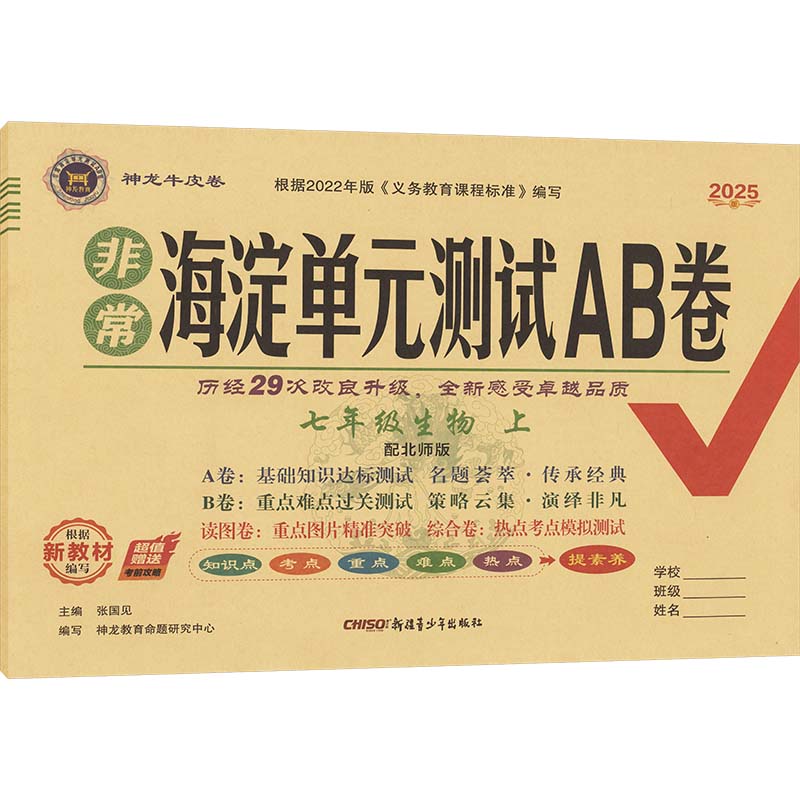 神龙教育
神龙牛皮卷
根据2022年版《义务教育课程标准》编写
2025
版
非常
海淀单元测试AB卷
历经29次改良升级，全新感受卓越品质
七年级生物 上
配北师版
A卷：基础知识达标测试 名题荟萃·传承经典
B卷：重点难点过关测试 策略云集·演绎非凡
读图卷：重点图片精准突破 综合卷：热点考点模拟测试
根据
新教材
编写
超值
赠送
考前攻略
知识点 考点 重点 难点 热点 提素养
学校
班级
姓名
主编 张国见
编写 神龙教育命题研究中心
CHISO 新疆青少年出版社